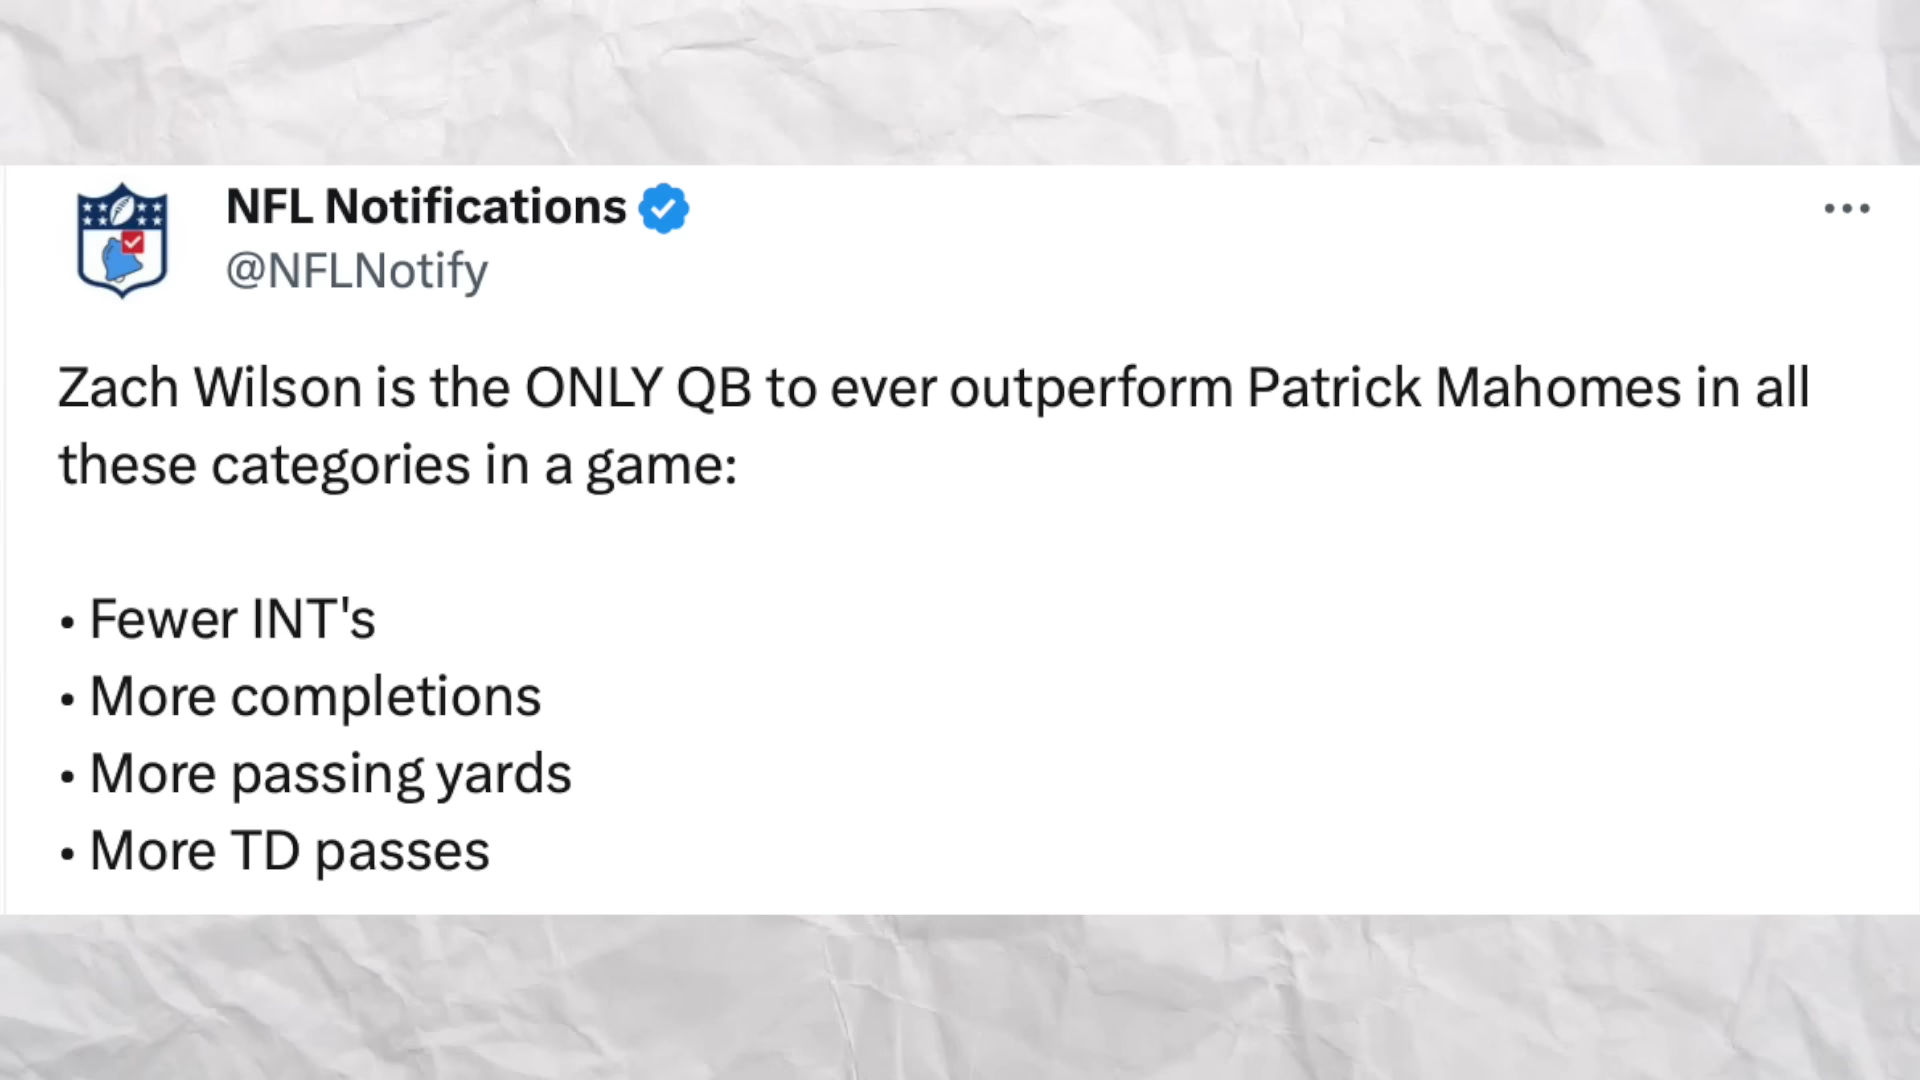 NFL Notifications
@NFLNotify
Zach Wilson is the ONLY QB to ever outperform Patrick Mahomes in all
these categories in a game:
• Fewer INT's
• More completions
• More passing yards
• More TD passes